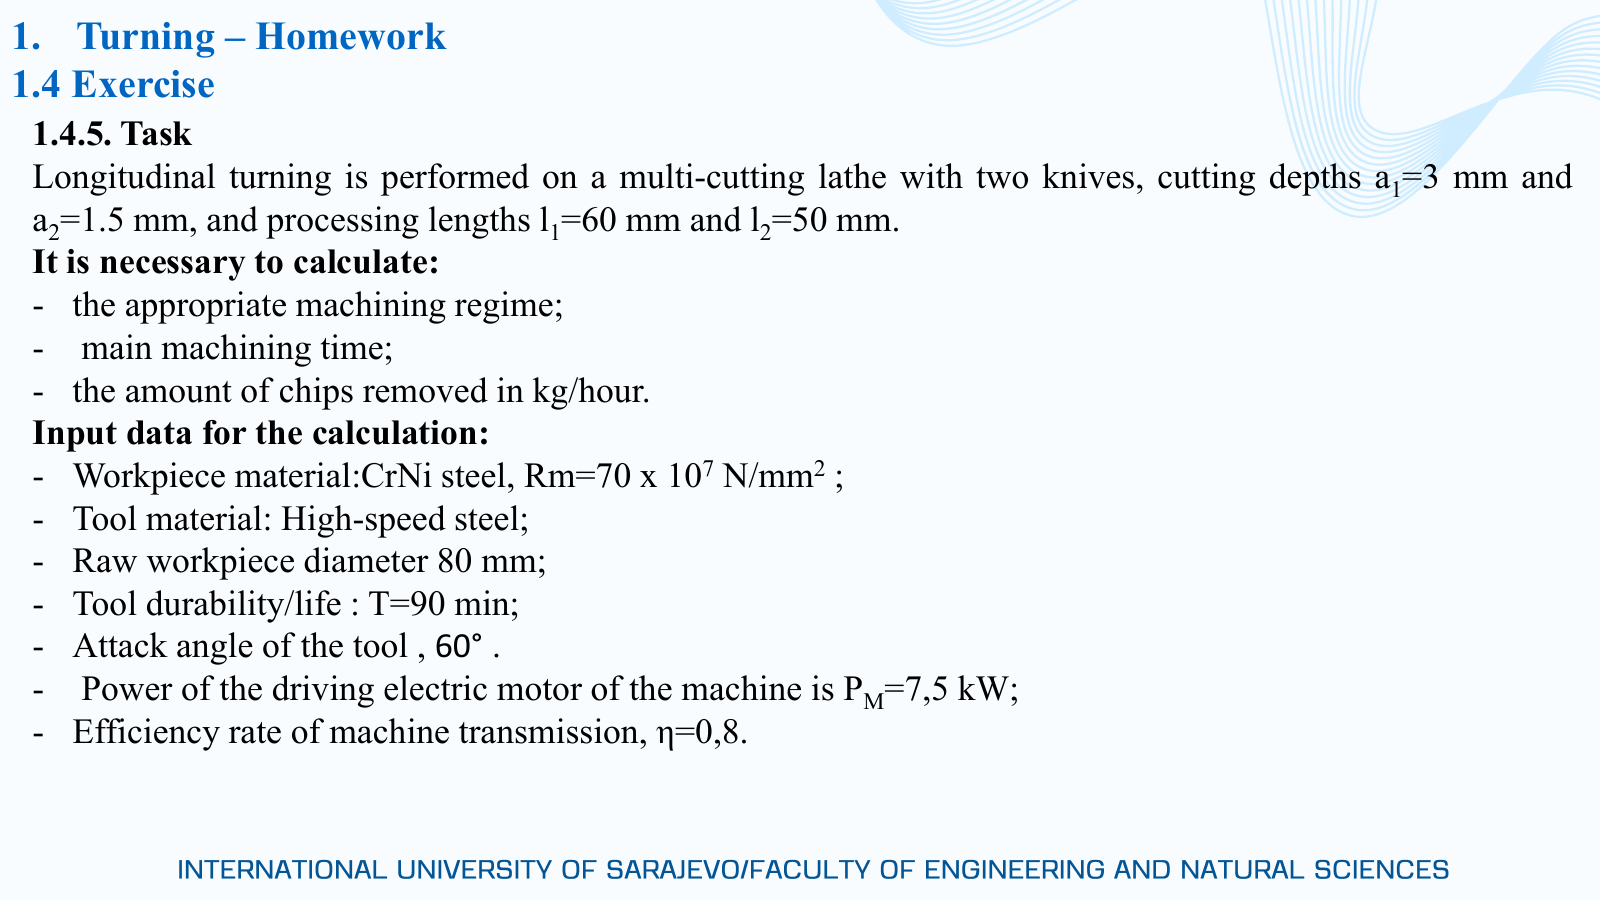 1. Turning – Homework
1.4 Exercise
1.4.5. Task
Longitudinal turning is performed on a multi-cutting lathe with two knives, cutting depths a₁=3 mm and
a₂=1.5 mm, and processing lengths l₁=60 mm and l₂=50 mm.
It is necessary to calculate:
- the appropriate machining regime;
- main machining time;
- the amount of chips removed in kg/hour.
Input data for the calculation:
- Workpiece material:CrNi steel, Rm=70 x 10⁷ N/mm² ;
- Tool material: High-speed steel;
- Raw workpiece diameter 80 mm;
- Tool durability/life : T=90 min;
- Attack angle of the tool , 60° .
- Power of the driving electric motor of the machine is P_M=7,5 kW;
- Efficiency rate of machine transmission, η=0,8.
INTERNATIONAL UNIVERSITY OF SARAJEVO/FACULTY OF ENGINEERING AND NATURAL SCIENCES